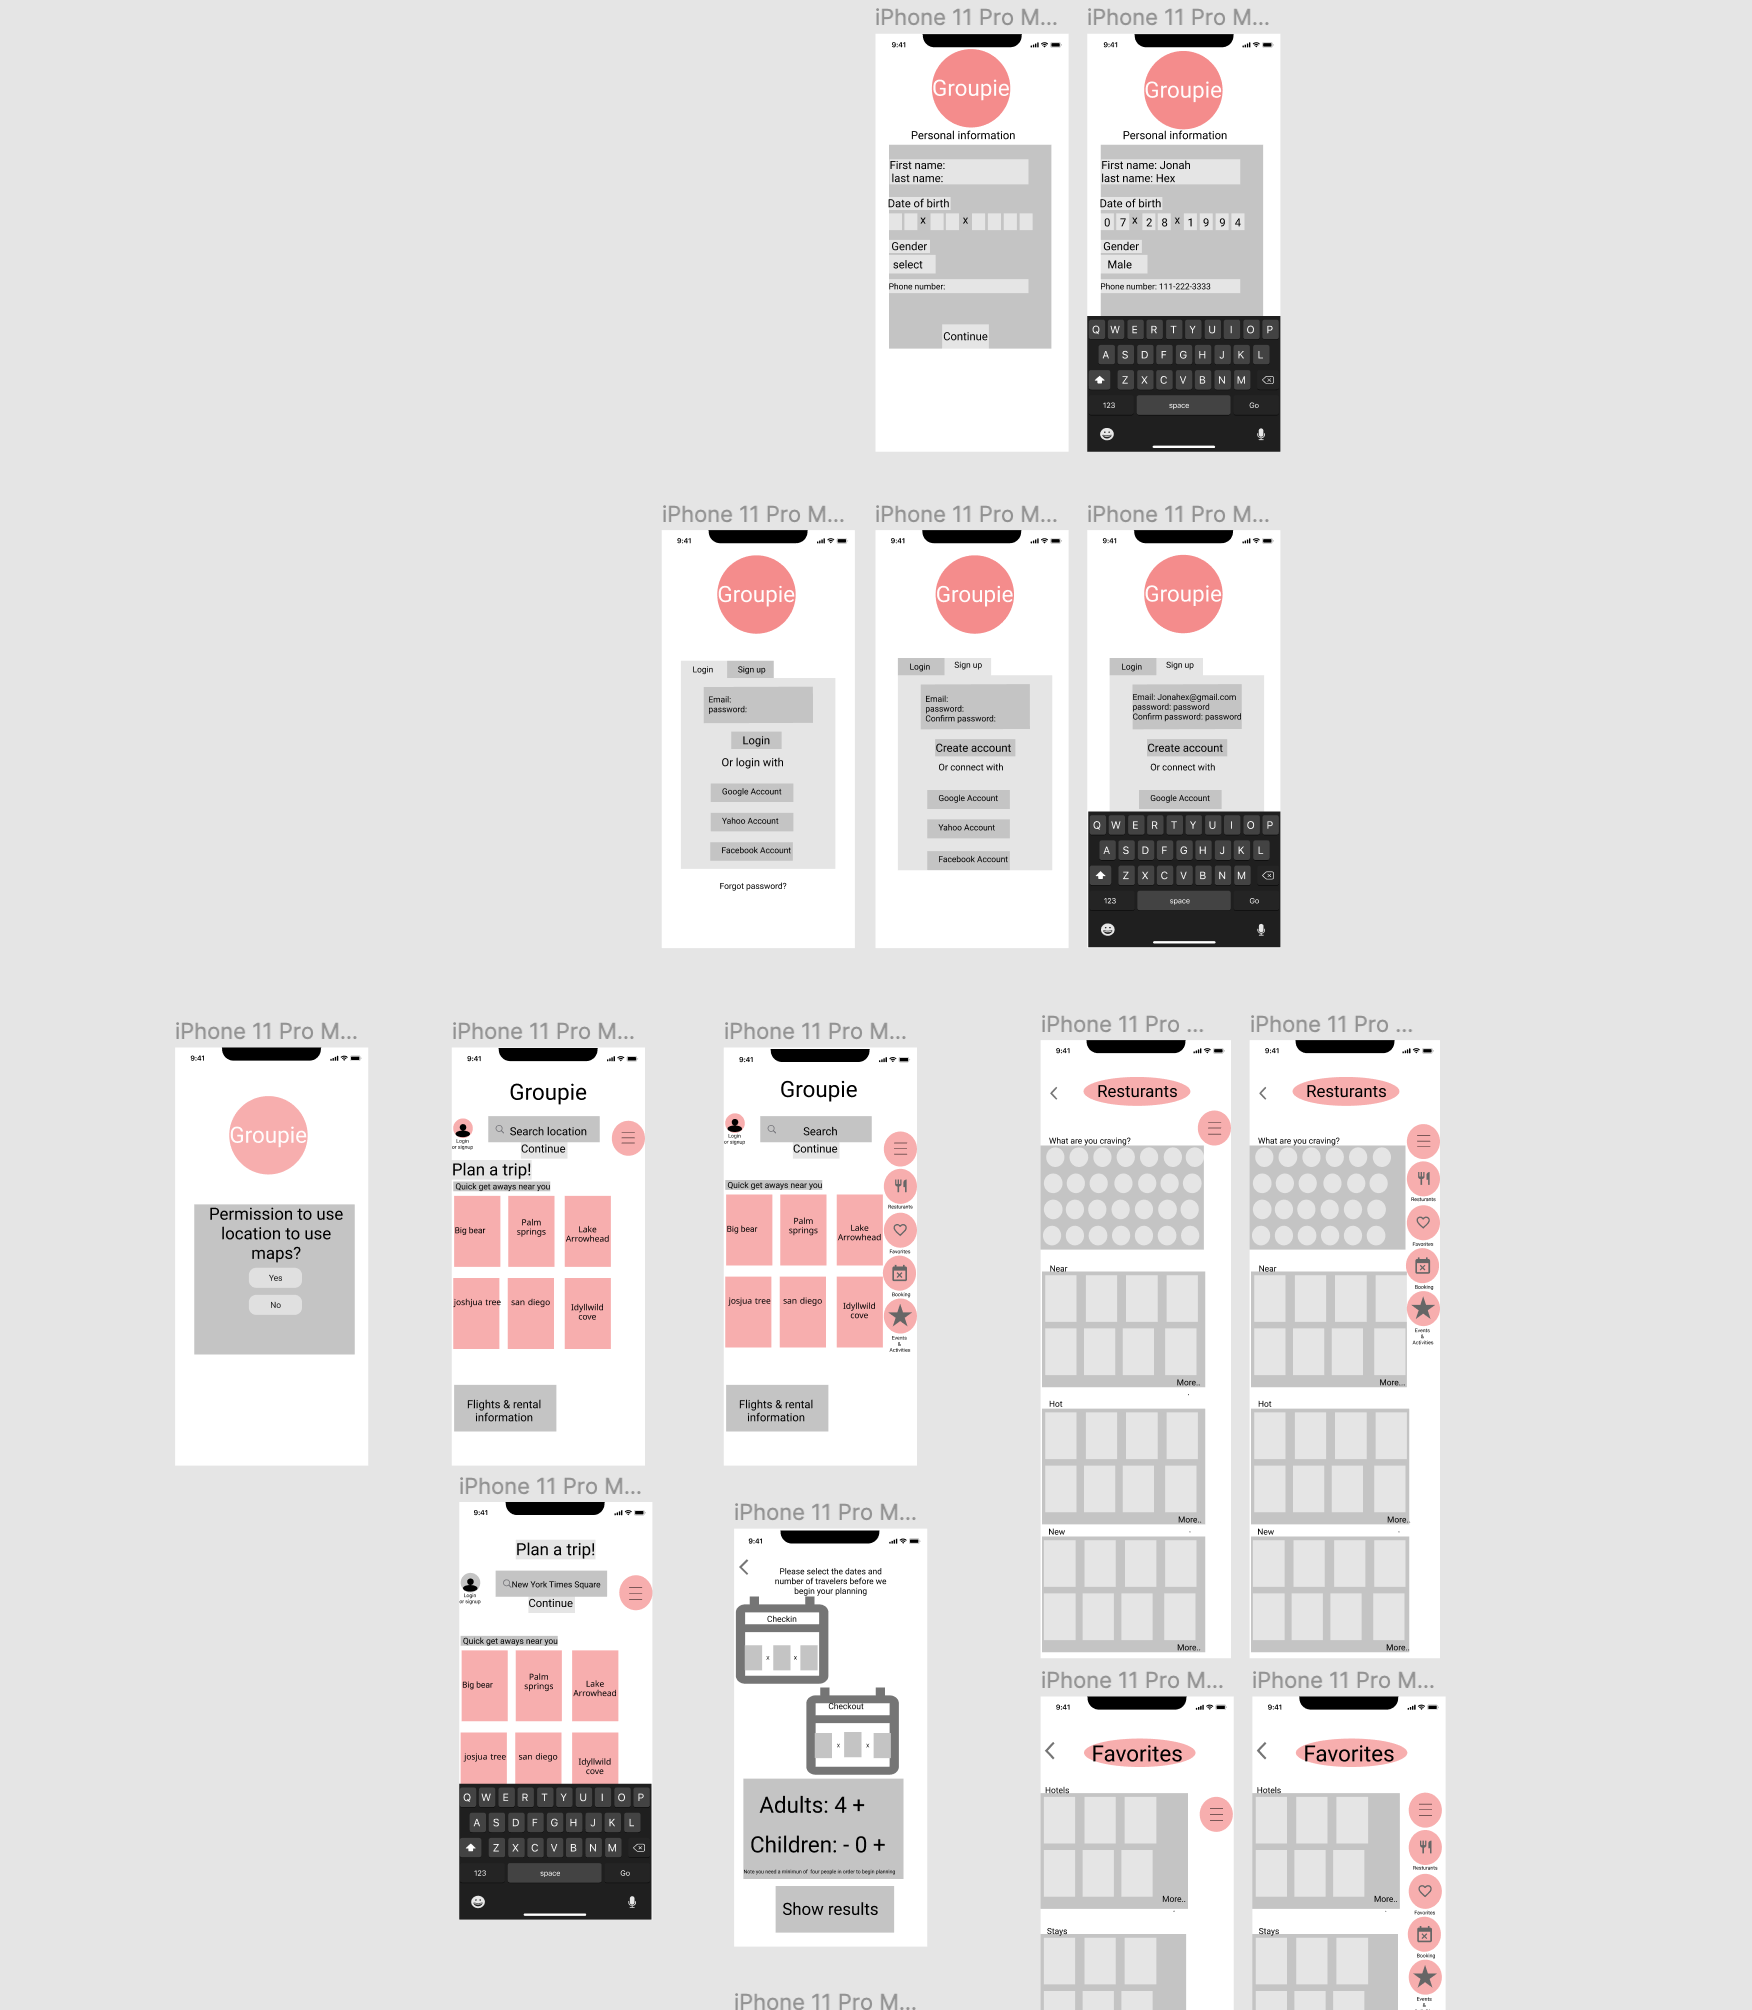 iPhone 11 Pro M...
9:41
Groupie
Personal information
First name:
last name:
Date of birth
x x
Gender
select
Phone number:
Continue
iPhone 11 Pro M...
9:41
Groupie
Personal information
First name: Jonah
last name: Hex
Date of birth
0 7 x 2 8 x 1 9 9 4
Gender
Male
Phone number: 111-222-3333
Q W E R T Y U I O P
A S D F G H J K L
Z X C V B N M
123 space Go
iPhone 11 Pro M...
9:41
Groupie
Login Sign up
Email:
password:
Login
Or login with
Google Account
Yahoo Account
Facebook Account
Forgot password?
iPhone 11 Pro M...
9:41
Groupie
Login Sign up
Email:
password:
Confirm password:
Create account
Or connect with
Google Account
Yahoo Account
Facebook Account
iPhone 11 Pro M...
9:41
Groupie
Login Sign up
Email: Jonahex@gmail.com
password: password
Confirm password: password
Create account
Or connect with
Google Account
Q W E R T Y U I O P
A S D F G H J K L
Z X C V B N M
123 space Go
iPhone 11 Pro M...
9:41
Groupie
Permission to use
location to use
maps?
Yes
No
iPhone 11 Pro M...
9:41
Groupie
Login
or signup
Search location
Continue
Plan a trip!
Quick get aways near you
Big bear
Palm
springs
Lake
Arrowhead
joshjua tree
san diego
Idyllwild
cove
Flights & rental
information
iPhone 11 Pro M...
9:41
Groupie
Login
or signup
Search
Continue
Quick get aways near you
Big bear
Palm
springs
Lake
Arrowhead
josjua tree
san diego
Idyllwild
cove
Resturants
Favorites
Booking
Events
&
Activities
Flights & rental
information
iPhone 11 Pro ...
9:41
Resturants
What are you craving?
Near
More..
Hot
More..
New
More..
iPhone 11 Pro ...
9:41
Resturants
What are you craving?
Resturants
Favorites
Booking
Events
&
Activities
Near
More...
Hot
More..
New
More..
iPhone 11 Pro M...
9:41
Plan a trip!
Login
or signup
New York Times Square
Continue
Quick get aways near you
Big bear
Palm
springs
Lake
Arrowhead
josjua tree
san diego
Idyllwild
cove
Q W E R T Y U I O P
A S D F G H J K L
Z X C V B N M
123 space Go
iPhone 11 Pro M...
9:41
Please select the dates and
number of travelers before we
begin your planning
Checkin
x x
Checkout
x x
Adults: 4 +
Children: - 0 +
Note you need a minimun of four people in order to begin planning
Show results
iPhone 11 Pro M...
iPhone 11 Pro M...
9:41
Favorites
Hotels
More..
Stays
iPhone 11 Pro M...
9:41
Favorites
Hotels
More..
Stays
Resturants
Favorites
Booking
Events
&